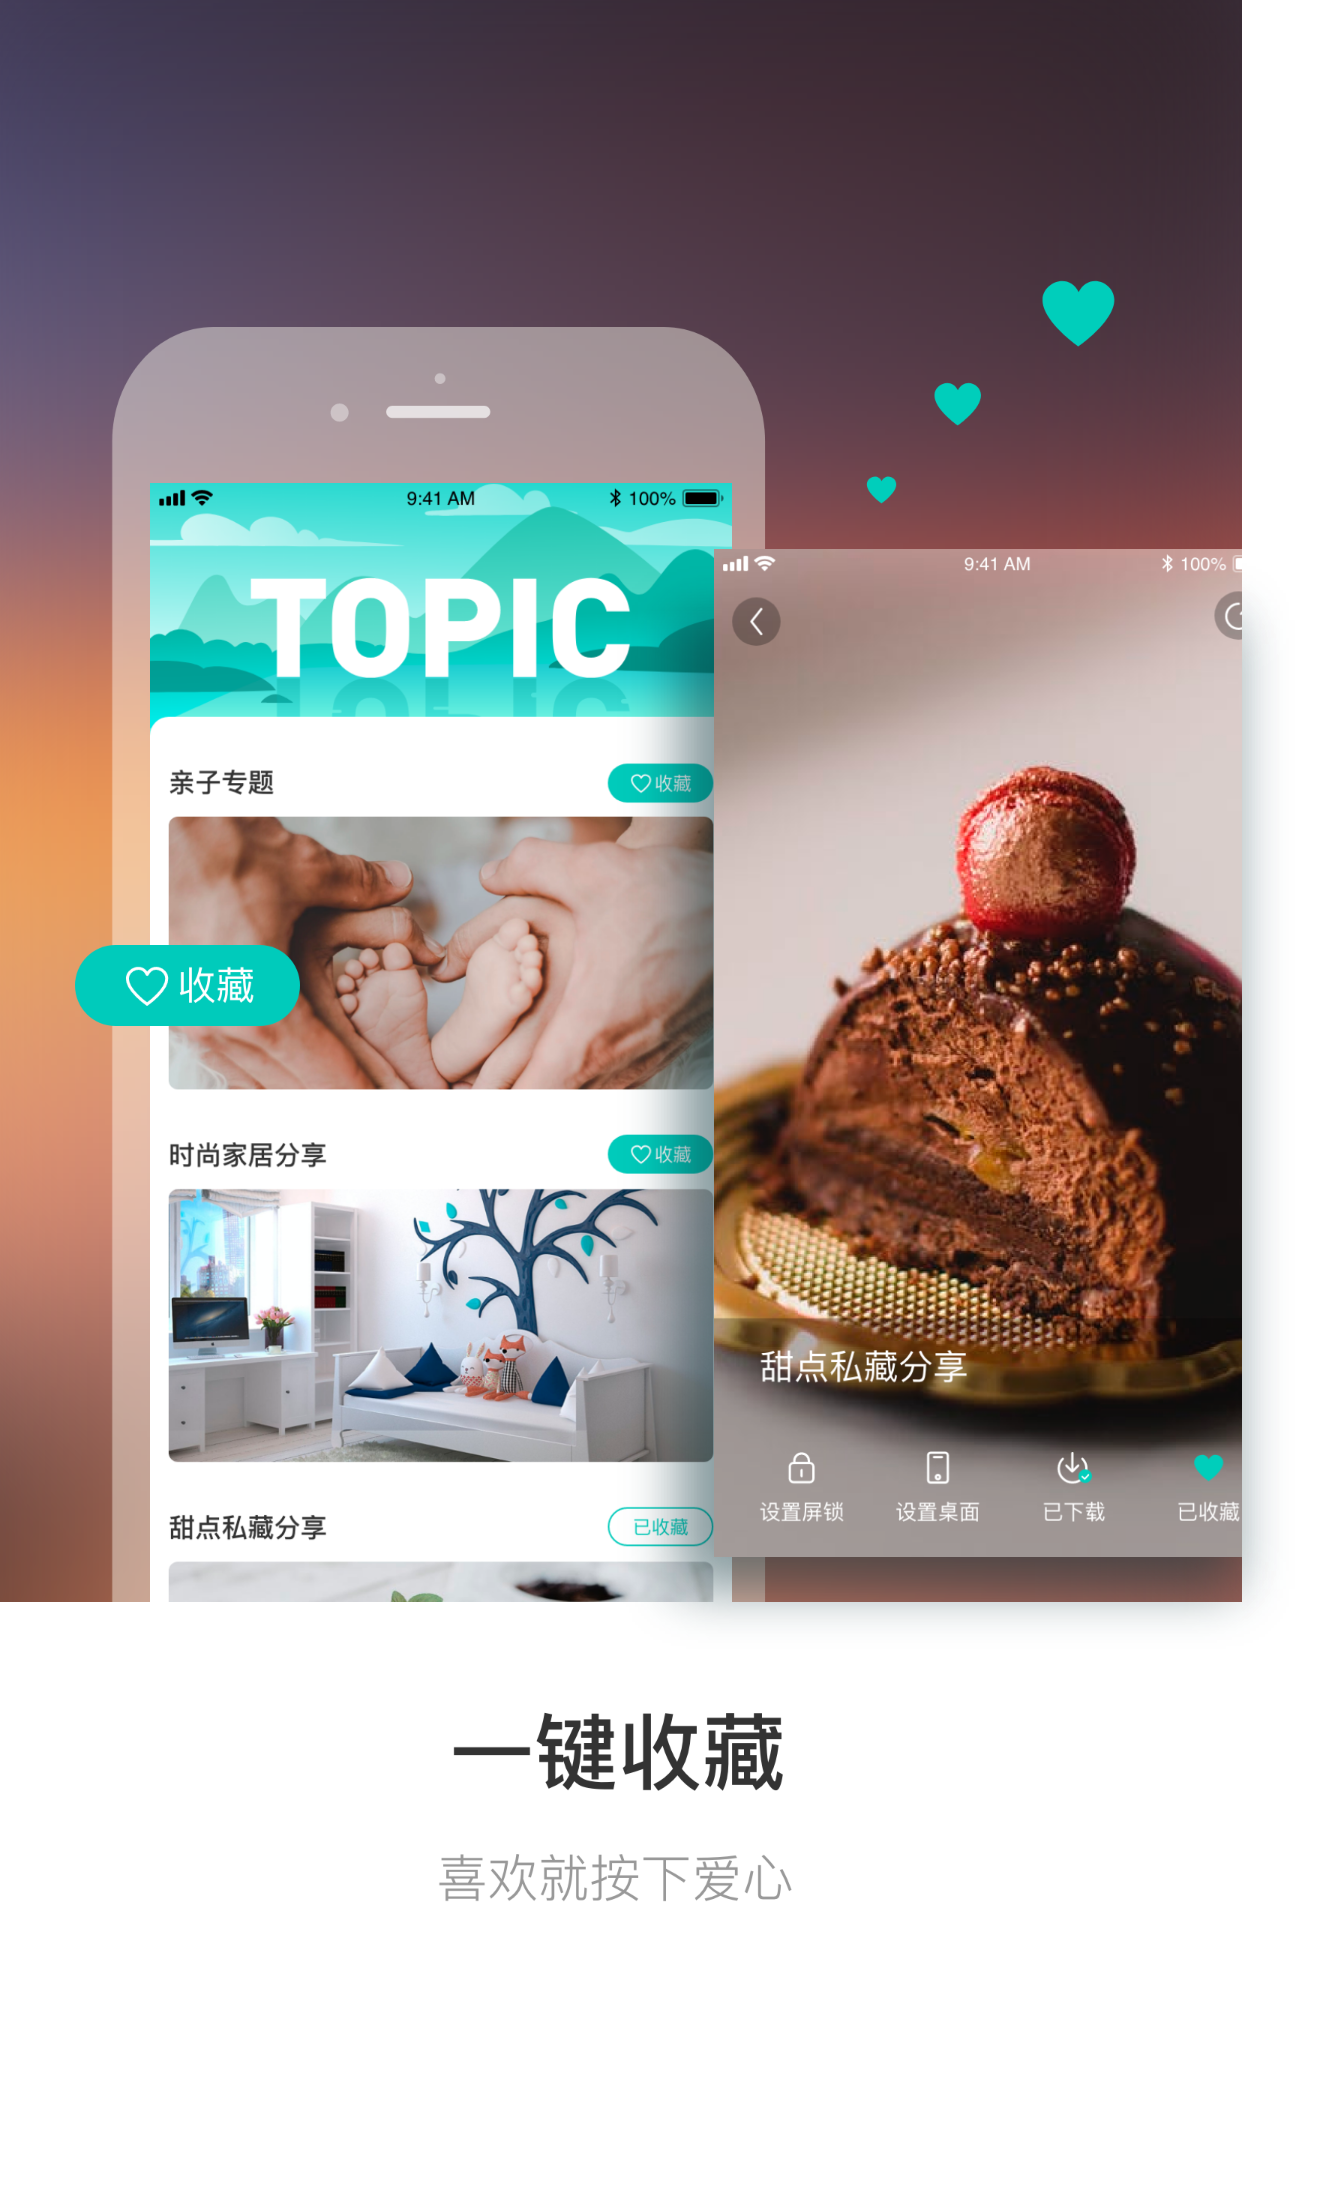 9:41 AM
100%
TOPIC
亲子专题
收藏
收藏
时尚家居分享
收藏
甜点私藏分享
已收藏
9:41 AM
100%
甜点私藏分享
设置屏锁
设置桌面
已下载
已收藏
一键收藏
喜欢就按下爱心